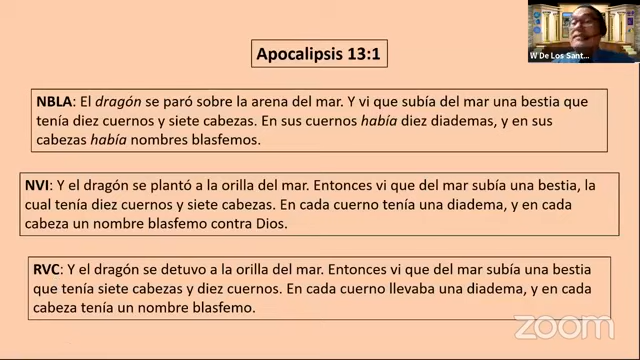 W De Los Sant...
Apocalipsis 13:1
NBLA: El dragón se paró sobre la arena del mar. Y vi que subía del mar una bestia que
tenía diez cuernos y siete cabezas. En sus cuernos había diez diademas, y en sus
cabezas había nombres blasfemos.
NVI: Y el dragón se plantó a la orilla del mar. Entonces vi que del mar subía una bestia, la
cual tenía diez cuernos y siete cabezas. En cada cuerno tenía una diadema, y en cada
cabeza un nombre blasfemo contra Dios.
RVC: Y el dragón se detuvo a la orilla del mar. Entonces vi que del mar subía una bestia
que tenía siete cabezas y diez cuernos. En cada cuerno llevaba una diadema, y en cada
cabeza tenía un nombre blasfemo.
zoom